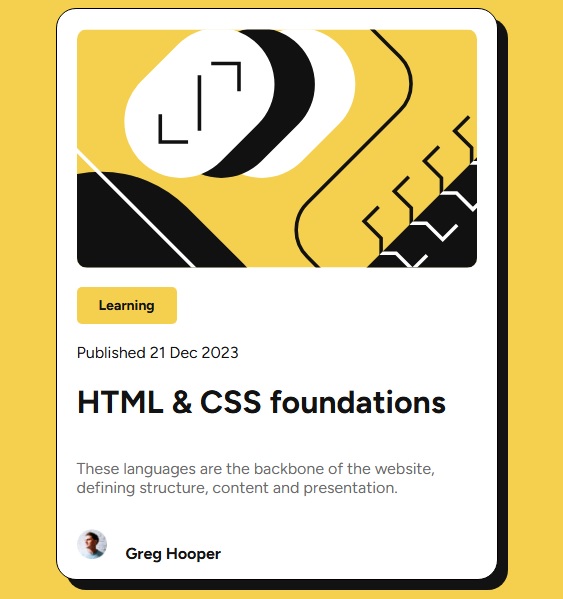 Learning
Published 21 Dec 2023
HTML & CSS foundations
These languages are the backbone of the website,
defining structure, content and presentation.
Greg Hooper